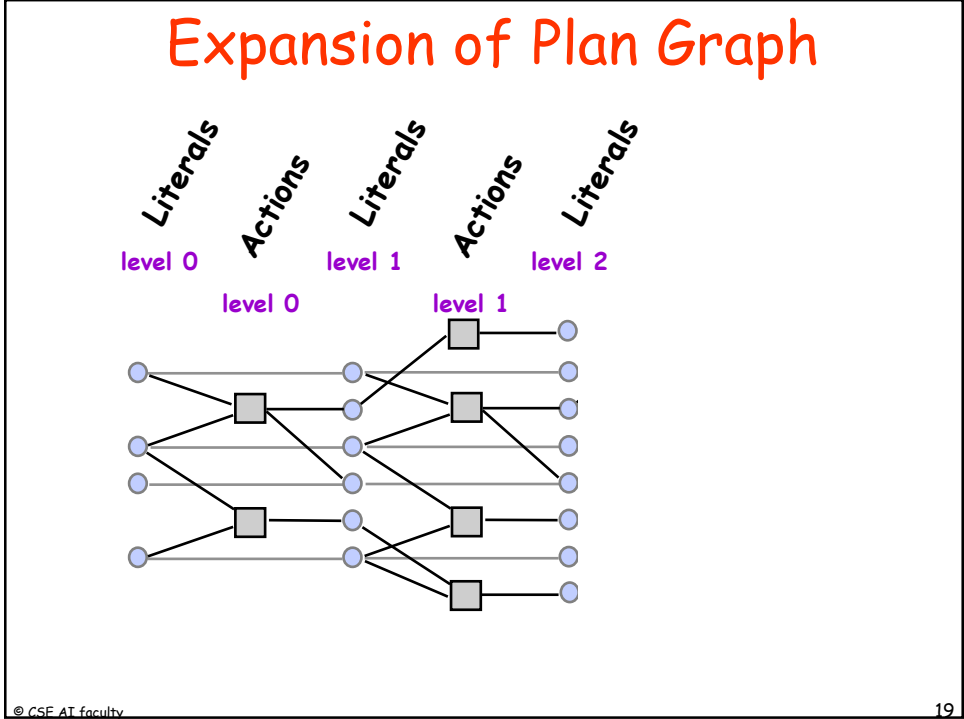 Expansion of Plan Graph
Literals
Actions
Literals
Actions
Literals
level 0
level 1
level 2
level 0
level 1
© CSE AI faculty
19